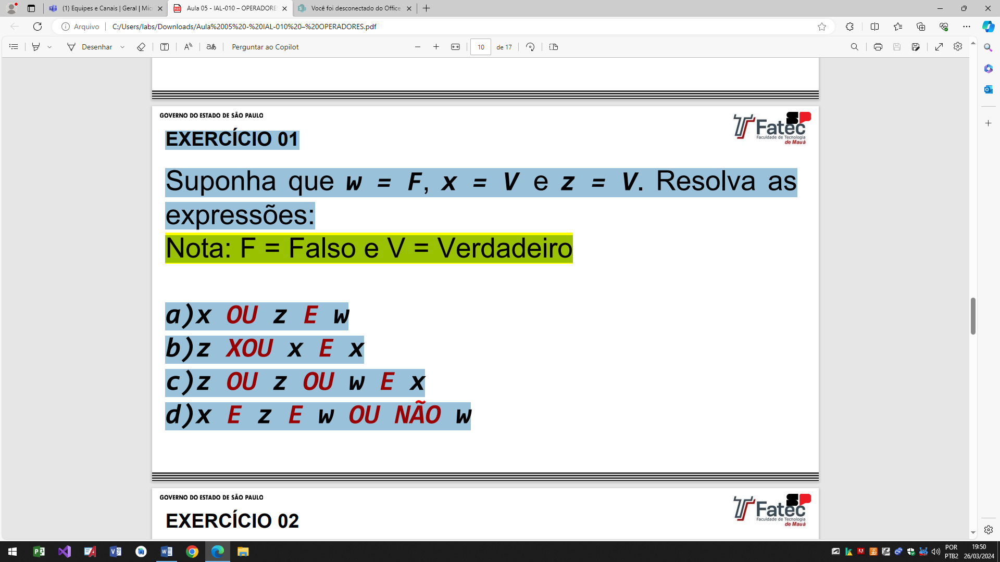 (1) Equipes e Canais | Geral | Mic
Aula 05 - IAL-010 – OPERADORE
Você foi desconectado do Office
Arquivo
C:/Users/labs/Downloads/Aula%2005%20-%20IAL-010%20–%20OPERADORES.pdf
Desenhar
aあ
Perguntar ao Copilot
10
de 17
GOVERNO DO ESTADO DE SÃO PAULO
SP
Fatec
Faculdade de Tecnologia
de Mauá
EXERCÍCIO 01
Suponha que w = F, x = V e z = V. Resolva as
expressões:
Nota: F = Falso e V = Verdadeiro
a)x OU z E w
b)z XOU x E x
c)z OU z OU w E x
d)x E z E w OU NÃO w
GOVERNO DO ESTADO DE SÃO PAULO
SP
Fatec
Faculdade de Tecnologia
de Mauá
EXERCÍCIO 02
POR
PTB2
19:50
26/03/2024